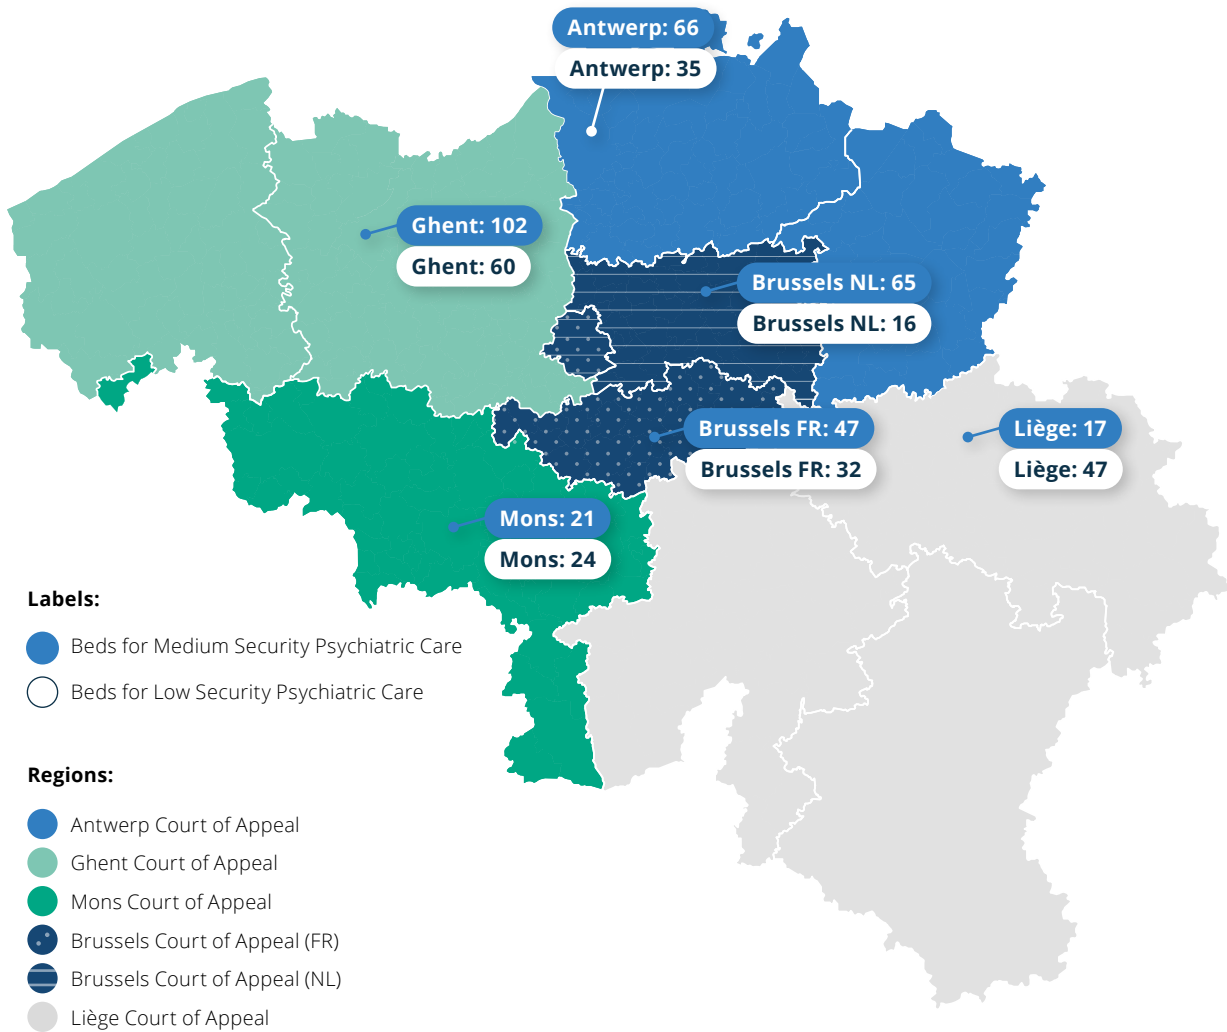 Antwerp: 66
Antwerp: 35
Ghent: 102
Ghent: 60
Brussels NL: 65
Brussels NL: 16
Brussels FR: 47
Brussels FR: 32
Liège: 17
Liège: 47
Mons: 21
Mons: 24
Labels:
Beds for Medium Security Psychiatric Care
Beds for Low Security Psychiatric Care
Regions:
Antwerp Court of Appeal
Ghent Court of Appeal
Mons Court of Appeal
Brussels Court of Appeal (FR)
Brussels Court of Appeal (NL)
Liège Court of Appeal